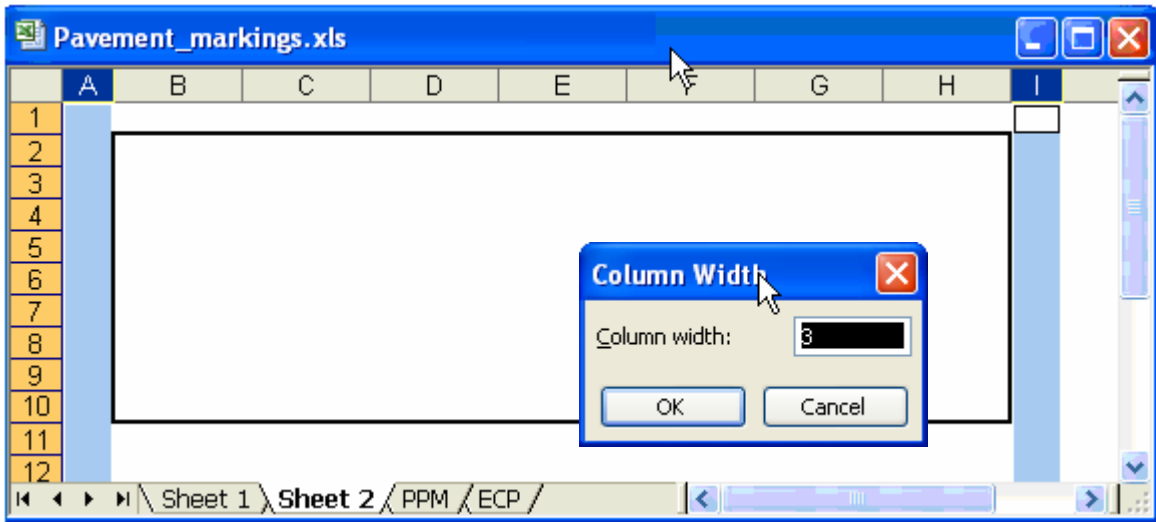 Pavement_markings.xls
A B C D E F G H I
1
2
3
4
5
6
7
8
9
10
11
12
Column Width
Column width:
3
OK Cancel
Sheet 1 Sheet 2 PPM ECP